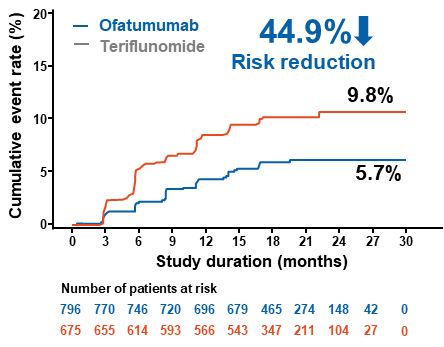 Ofatumumab
Teriflunomide
44.9%
Risk reduction
Cumulative event rate (%)
20
15
10
5
0
9.8%
5.7%
0 3 6 9 12 15 18 21 24 27 30
Study duration (months)
Number of patients at risk
796 770 746 720 696 679 465 274 148 42 0
675 655 614 593 566 543 347 211 104 27 0